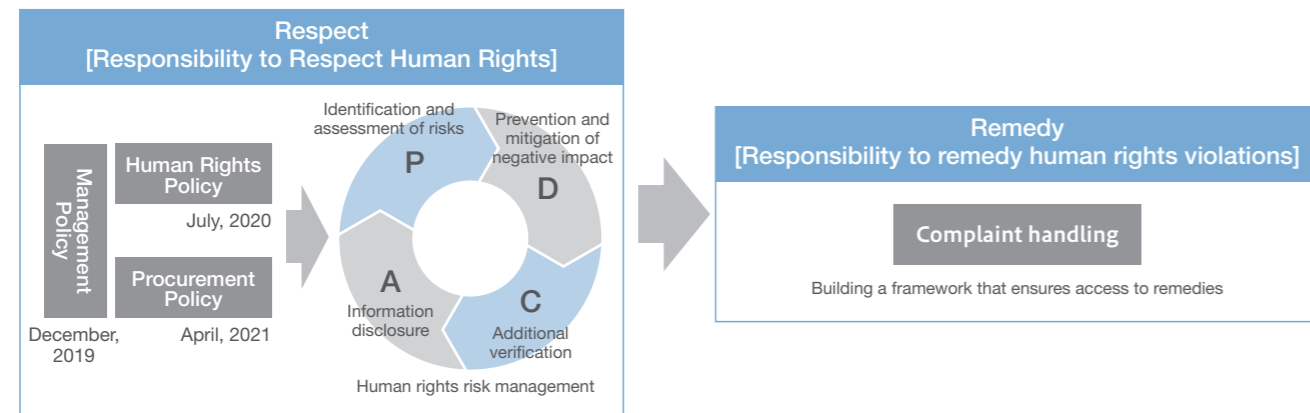 Respect
[Responsibility to Respect Human Rights]
Management
Policy
December,
2019
Human Rights
Policy
July, 2020
Procurement
Policy
April, 2021
Identification and
assessment of risks
P
Prevention and
mitigation of
negative impact
D
C
Additional
verification
A
Information
disclosure
Human rights risk management
Remedy
[Responsibility to remedy human rights violations]
Complaint handling
Building a framework that ensures access to remedies